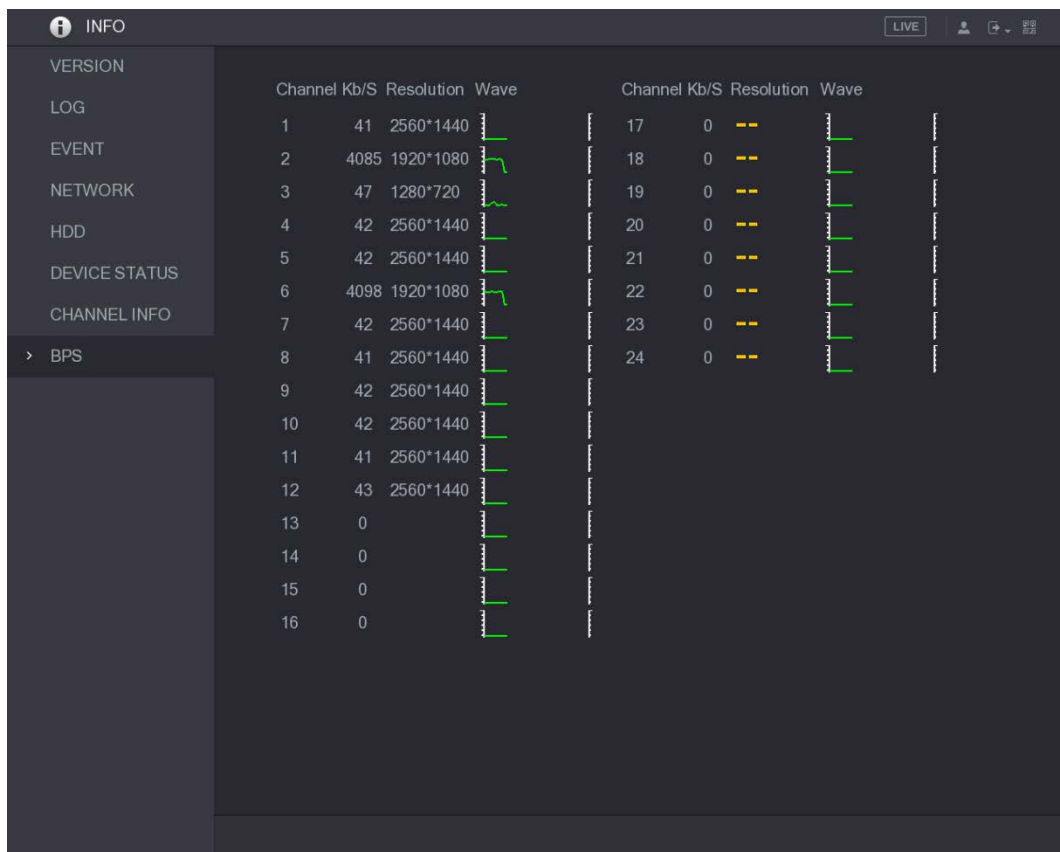 INFO
LIVE
VERSION
LOG
EVENT
NETWORK
HDD
DEVICE STATUS
CHANNEL INFO
> BPS
Channel Kb/S Resolution Wave
1 41 2560*1440
2 4085 1920*1080
3 47 1280*720
4 42 2560*1440
5 42 2560*1440
6 4098 1920*1080
7 42 2560*1440
8 41 2560*1440
9 42 2560*1440
10 42 2560*1440
11 41 2560*1440
12 43 2560*1440
13 0
14 0
15 0
16 0
Channel Kb/S Resolution Wave
17 0 --
18 0 --
19 0 --
20 0 --
21 0 --
22 0 --
23 0 --
24 0 --